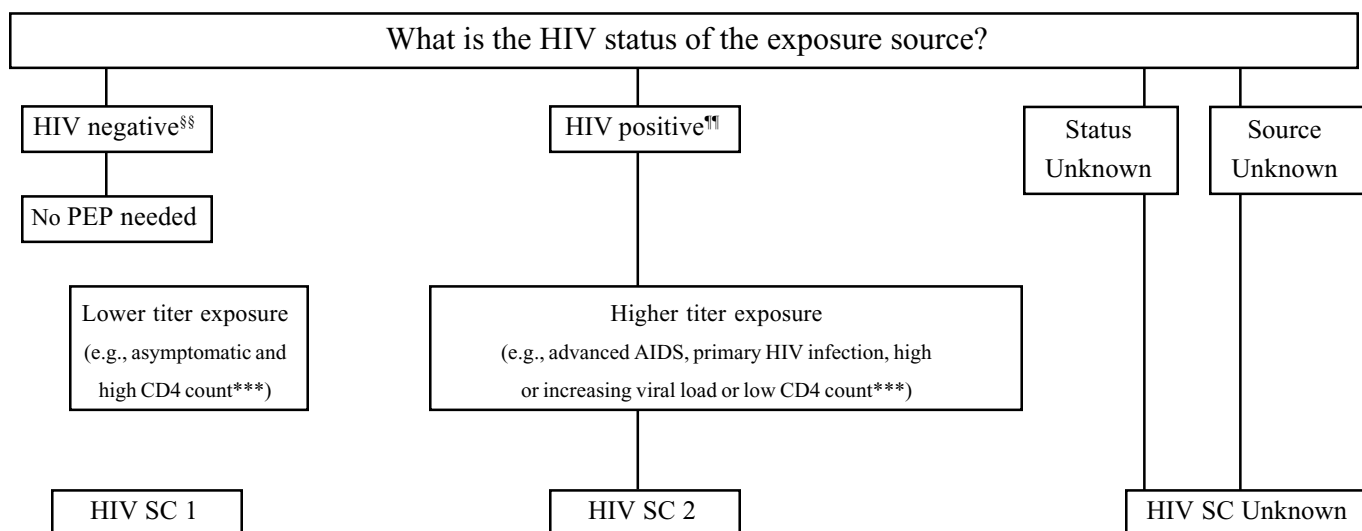 What is the HIV status of the exposure source?
HIV negative§§
HIV positive¶¶
Status
Unknown
Source
Unknown
No PEP needed
Lower titer exposure
(e.g., asymptomatic and
high CD4 count***)
Higher titer exposure
(e.g., advanced AIDS, primary HIV infection, high
or increasing viral load or low CD4 count***)
HIV SC 1
HIV SC 2
HIV SC Unknown